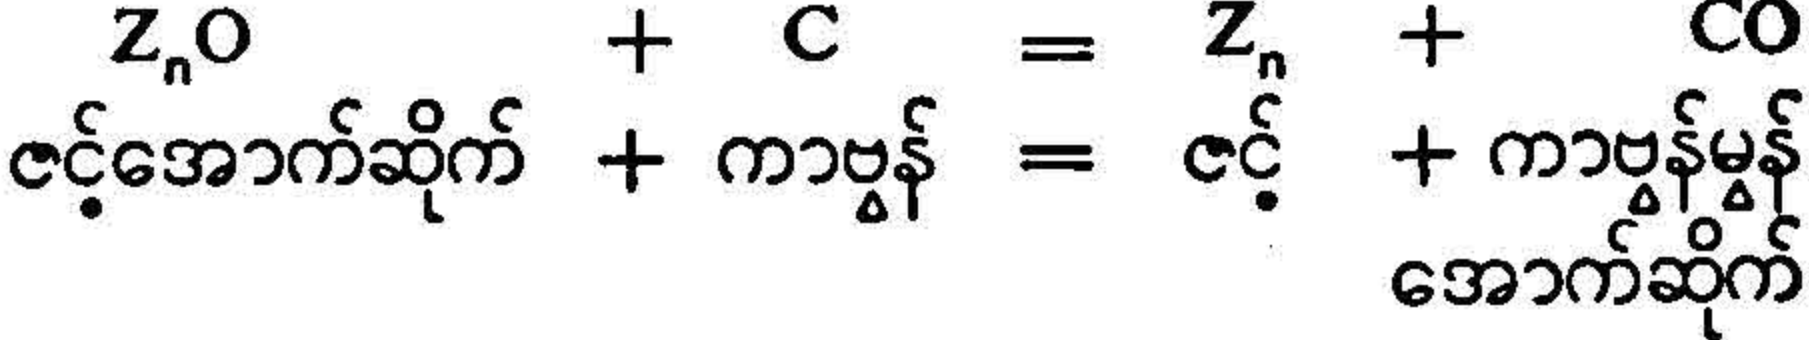 ZnO + C = Zn + CO
ဇင့်အောက်ဆိုက် + ကာဗွန် = ဇင့် + ကာဗွန်မွန်
အောက်ဆိုက်